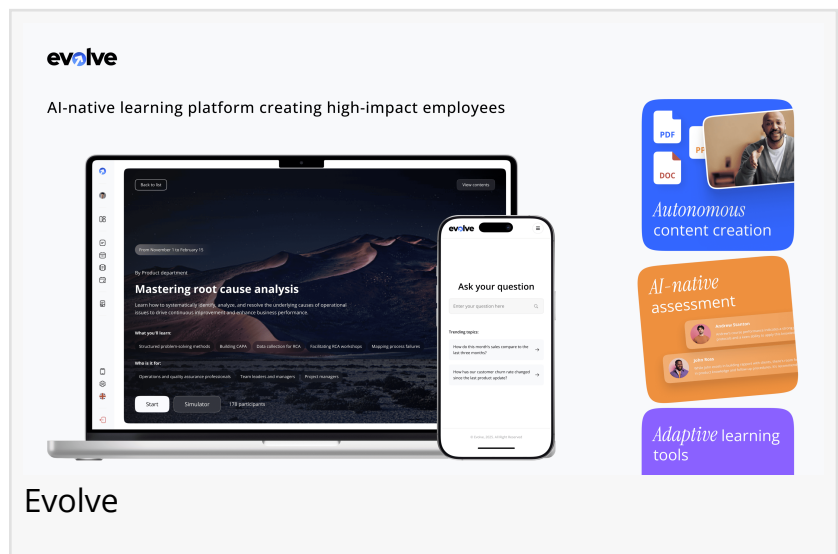 evolve
AI-native learning platform creating high-impact employees
Back to list
View contents
From November 1 to February 15
By Product department
Mastering root cause analysis
Learn how to systematically identify, analyze, and resolve the underlying causes of operational
issues to drive continuous improvement and enhance business performance.
What you'll learn:
Structured problem-solving methods
Building CAPA
Data collection for RCA
Facilitating RCA workshops
Mapping process failures
Who is it for:
Operations and quality assurance professionals
Team leaders and managers
Project managers
Start
Simulator
170 participants
evolve
Ask your question
Enter your question here
Trending topics:
How do this month's sales compare to the
last three months?
How has our customer churn rate changed
since the last product update?
PDF
DOC
Autonomous
content creation
AI-native
assessment
Adaptive learning
tools
Evolve